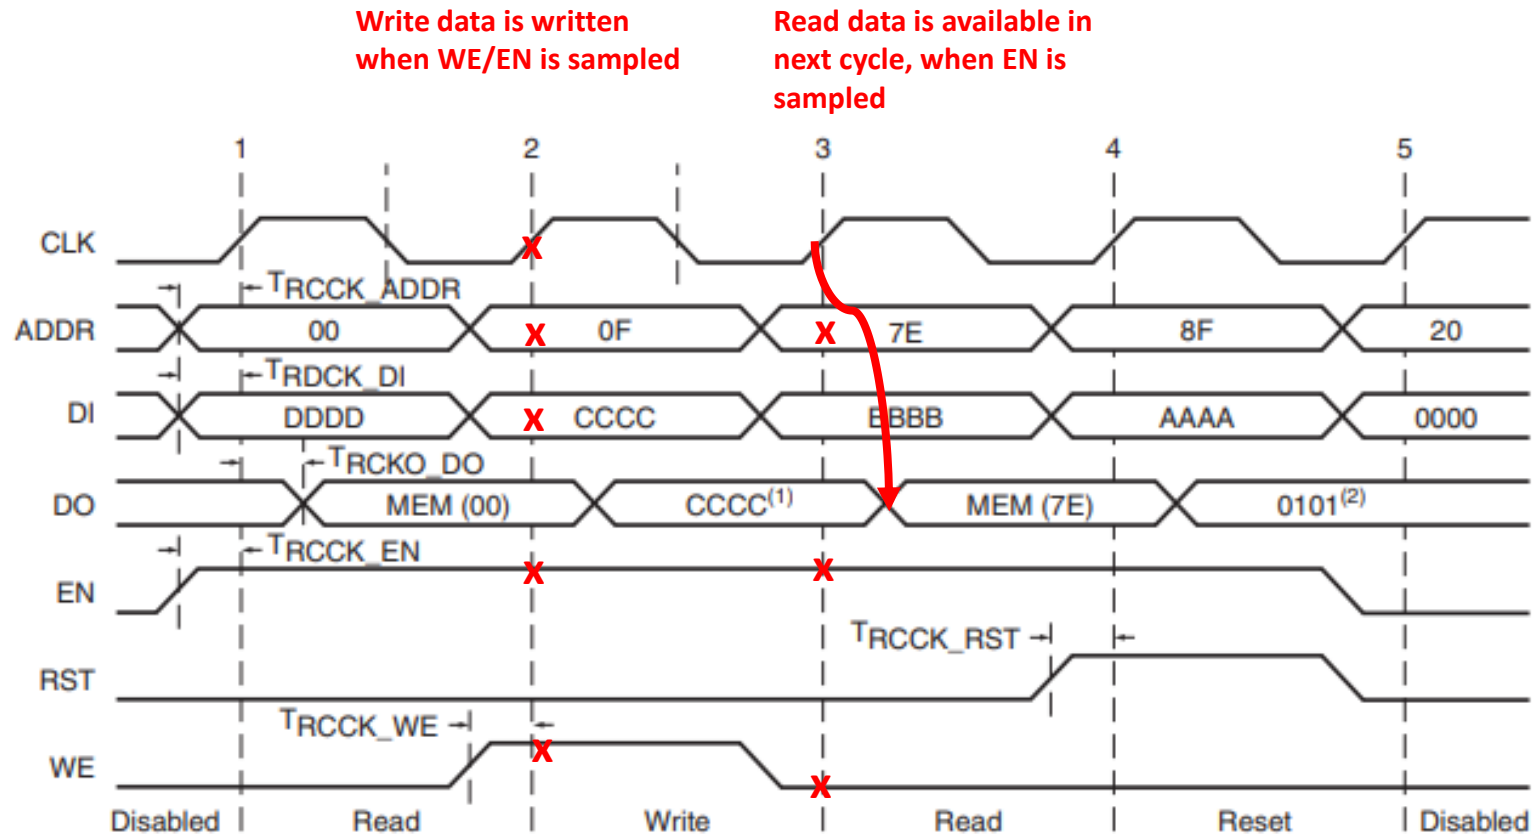 Write data is written
when WE/EN is sampled
Read data is available in
next cycle, when EN is
sampled
1 2 3 4 5
CLK X
TRCCK_ADDR
ADDR 00 X 0F X 7E 8F 20
TRDCK_DI
DI DDDD X CCCC BBBB AAAA 0000
TRCKO_DO
DO MEM (00) CCCC(1) MEM (7E) 0101(2)
TRCCK_EN
EN X X
TRCCK_RST
RST
TRCCK_WE
WE X X
Disabled Read Write Read Reset Disabled